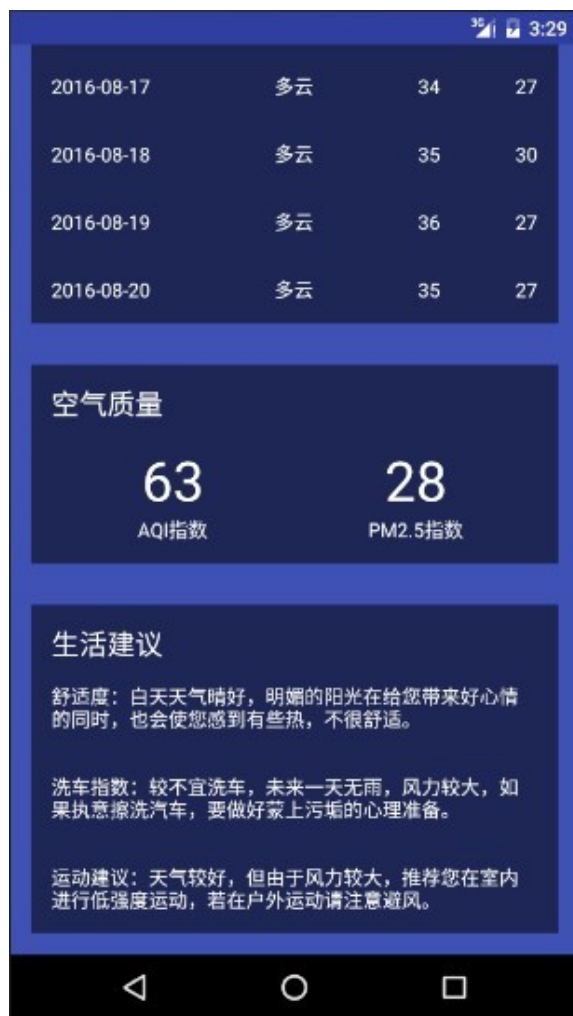 3G 3:29
2016-08-17 多云 34 27
2016-08-18 多云 35 30
2016-08-19 多云 36 27
2016-08-20 多云 35 27
空气质量
63 28
AQI指数 PM2.5指数
生活建议
舒适度：白天天气晴好，明媚的阳光在给您带来好心情
的同时，也会使您感到有些热，不很舒适。
洗车指数：较不宜洗车，未来一天无雨，风力较大，如
果执意擦洗汽车，要做好蒙上污垢的心理准备。
运动建议：天气较好，但由于风力较大，推荐您在室内
进行低强度运动，若在户外运动请注意避风。